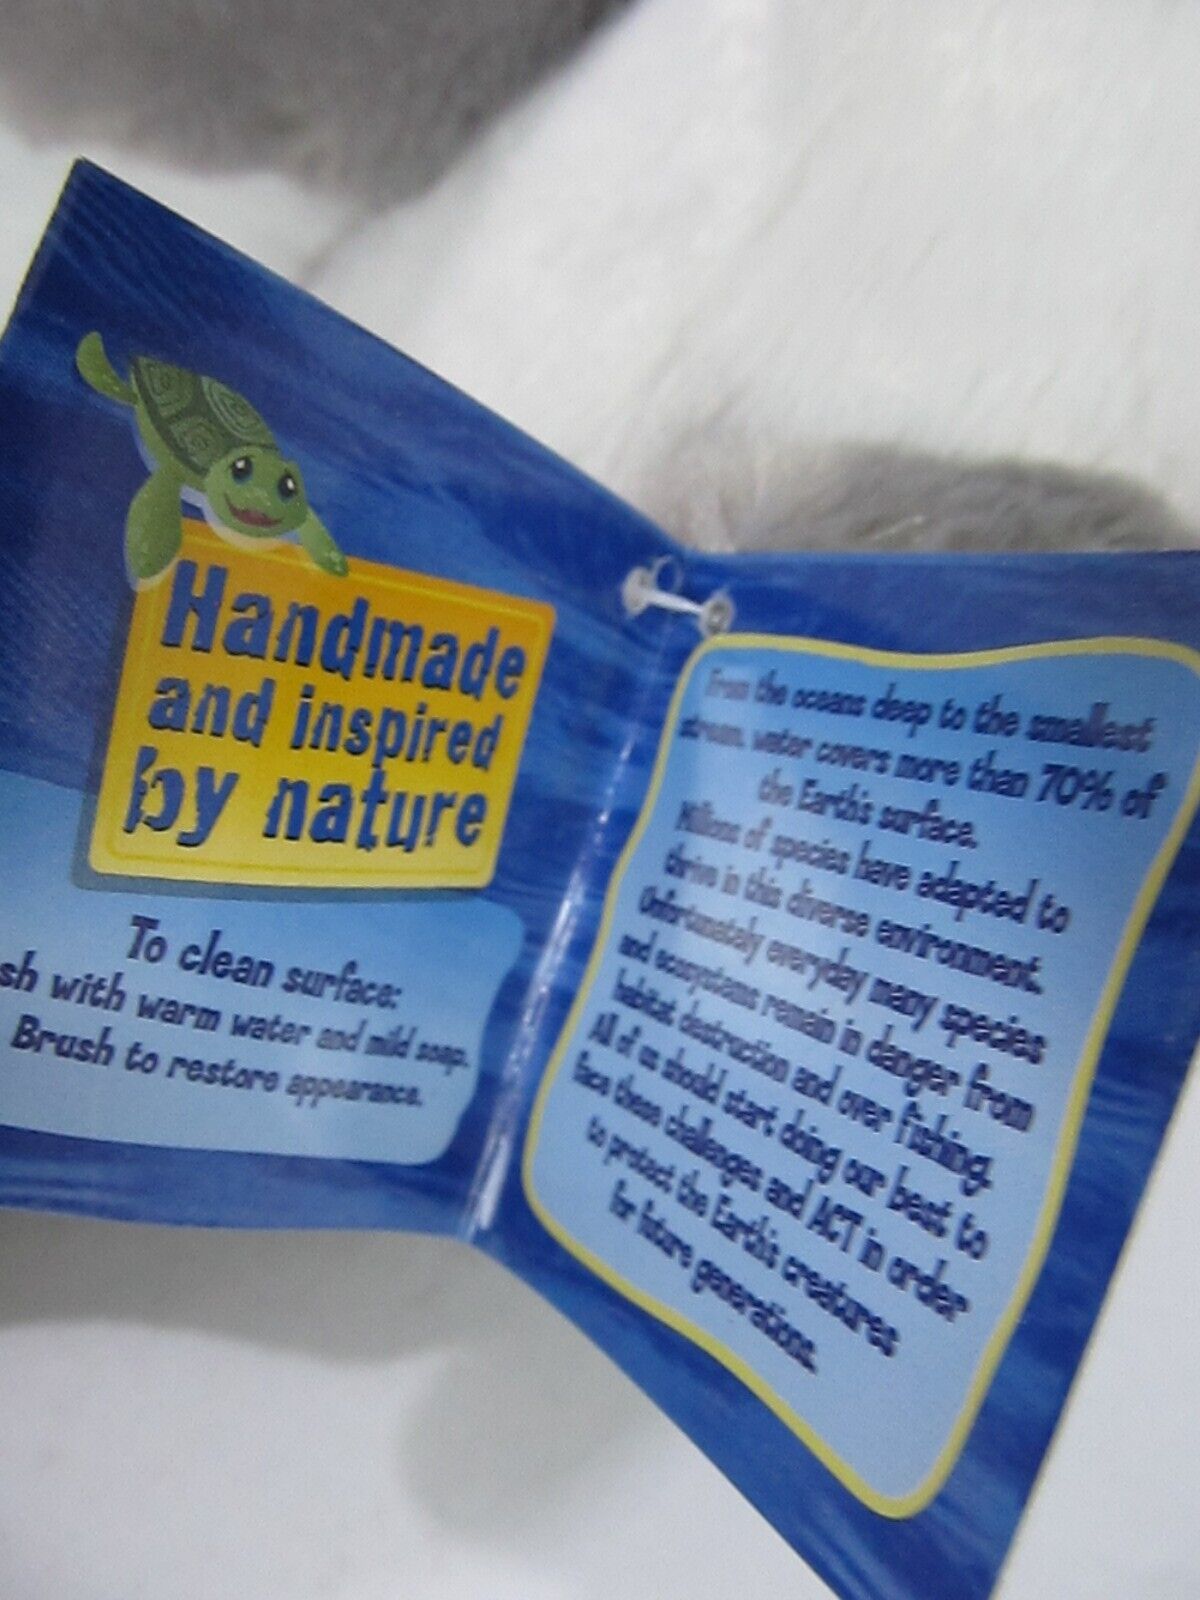 Handmade
and inspired
by nature
To clean surface:
with warm water and mild soap.
Brush to restore appearance.
From the oceans deep to the smallest
stream, water covers more than 70% of
the Earth's surface.
Millions of species have adapted to
thrive in this diverse environment.
Unfortunately everyday many species
and ecosystems remain in danger from
habitat destruction and over fishing.
All of us should start doing our best to
face these challenges and ACT in order
to protect the Earth's creatures
for future generations.